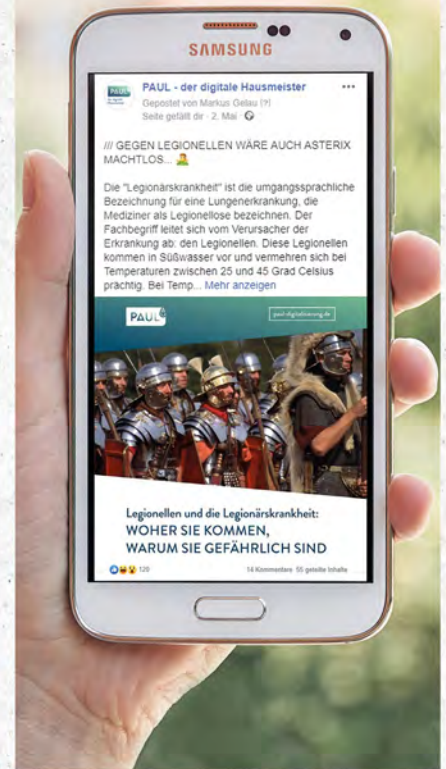 SAMSUNG
PAUL - der digitale Hausmeister
Gepostet von Markus Gelau [?]
Seite gefällt dir · 2. Mai ·
/// GEGEN LEGIONELLEN WÄRE AUCH ASTERIX
MACHTLOS...
Die "Legionärskrankheit" ist die umgangssprachliche
Bezeichnung für eine Lungenerkrankung, die
Mediziner als Legionellose bezeichnen. Der
Fachbegriff leitet sich vom Verursacher der
Erkrankung ab: den Legionellen. Diese Legionellen
kommen in Süßwasser vor und vermehren sich bei
Temperaturen zwischen 25 und 45 Grad Celsius
prächtig. Bei Temp... Mehr anzeigen
PAUL
paul-digitalisierung.de
Legionellen und die Legionärskrankheit:
WOHER SIE KOMMEN,
WARUM SIE GEFÄHRLICH SIND
120
14 Kommentare 55 geteilte Inhalte